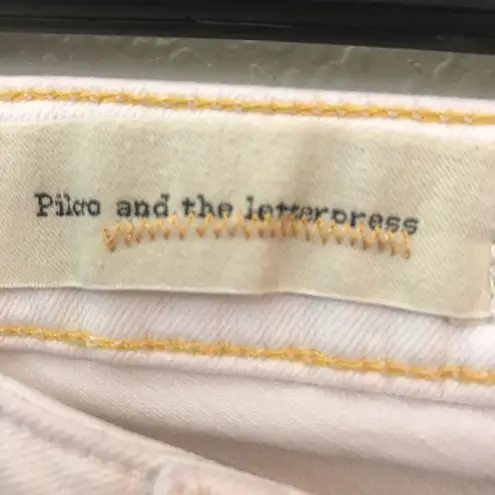 Pilcro and the letterpress